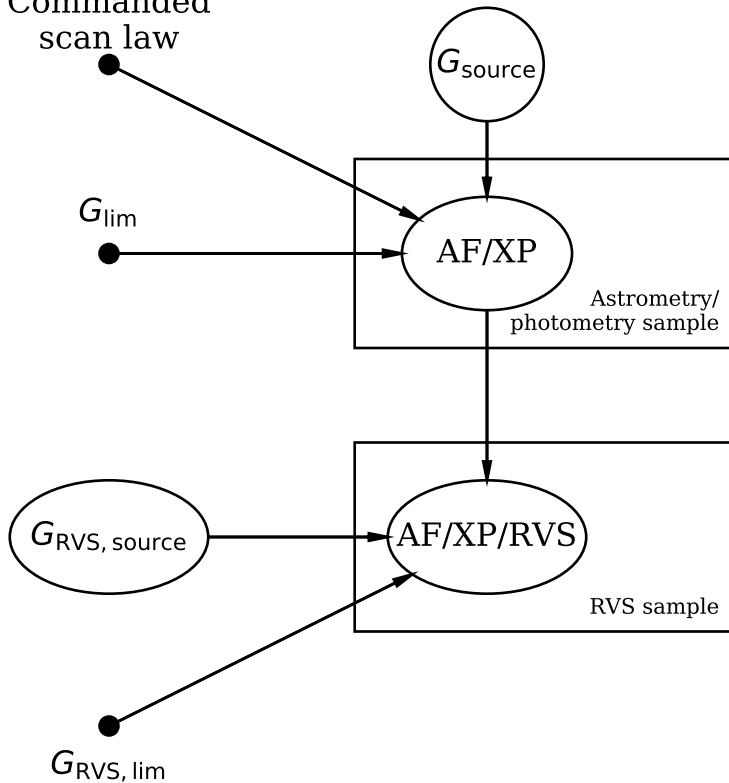 Commanded
scan law
G_source
G_lim
AF/XP
Astrometry/
photometry sample
G_RVS, source
AF/XP/RVS
RVS sample
G_RVS, lim